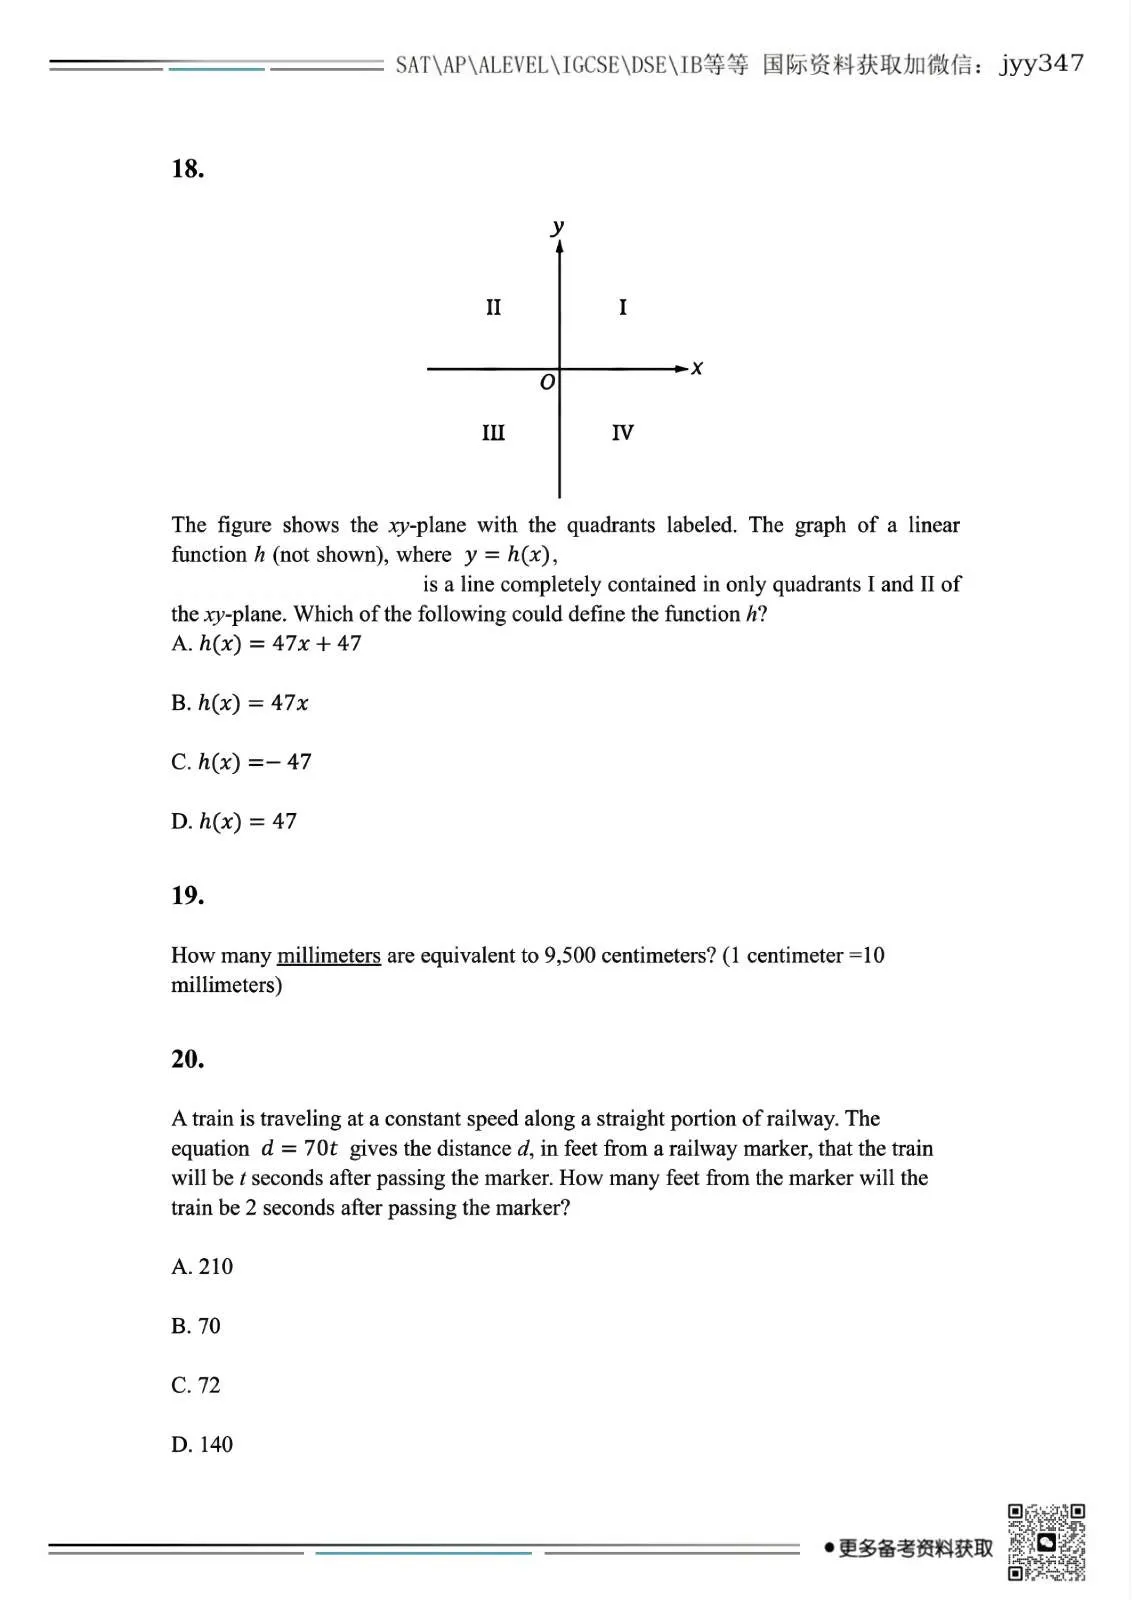 SAT\AP\ALEVEL\IGCSE\DSE\IB等等 国际资料获取加微信：jyy347
18.
y
II
I
x
O
III
IV
The figure shows the xy-plane with the quadrants labeled. The graph of a linear
function h (not shown), where y = h(x),
is a line completely contained in only quadrants I and II of
the xy-plane. Which of the following could define the function h?
A. h(x) = 47x + 47
B. h(x) = 47x
C. h(x) =− 47
D. h(x) = 47
19.
How many millimeters are equivalent to 9,500 centimeters? (1 centimeter =10
millimeters)
20.
A train is traveling at a constant speed along a straight portion of railway. The
equation d = 70t gives the distance d, in feet from a railway marker, that the train
will be t seconds after passing the marker. How many feet from the marker will the
train be 2 seconds after passing the marker?
A. 210
B. 70
C. 72
D. 140
●更多备考资料获取